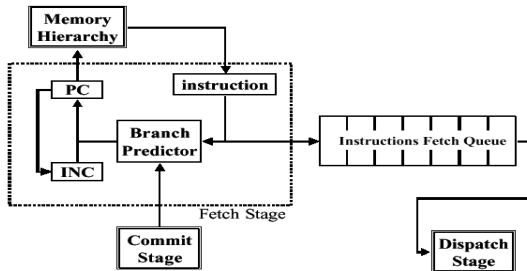 Memory
Hierarchy
PC
instruction
Branch
Predictor
Instructions Fetch Queue
INC
Fetch Stage
Commit
Stage
Dispatch
Stage